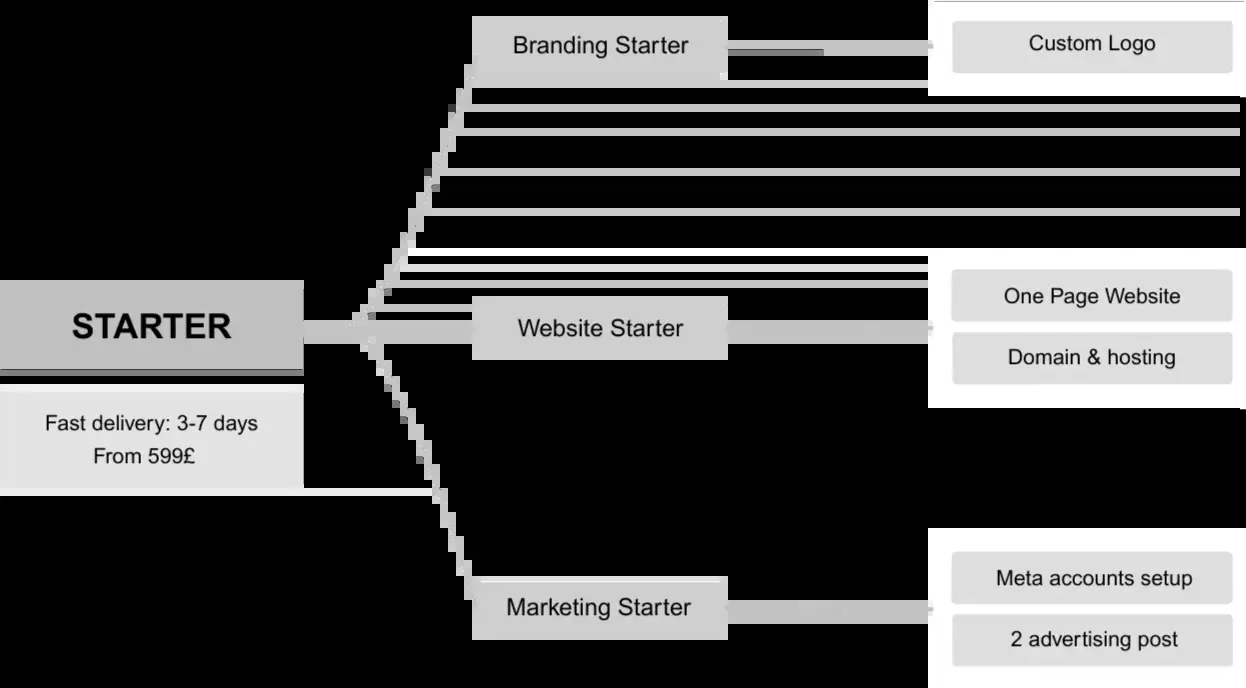 Branding Starter
Custom Logo
STARTER
Fast delivery: 3-7 days
From 599£
Website Starter
One Page Website
Domain & hosting
Marketing Starter
Meta accounts setup
2 advertising post